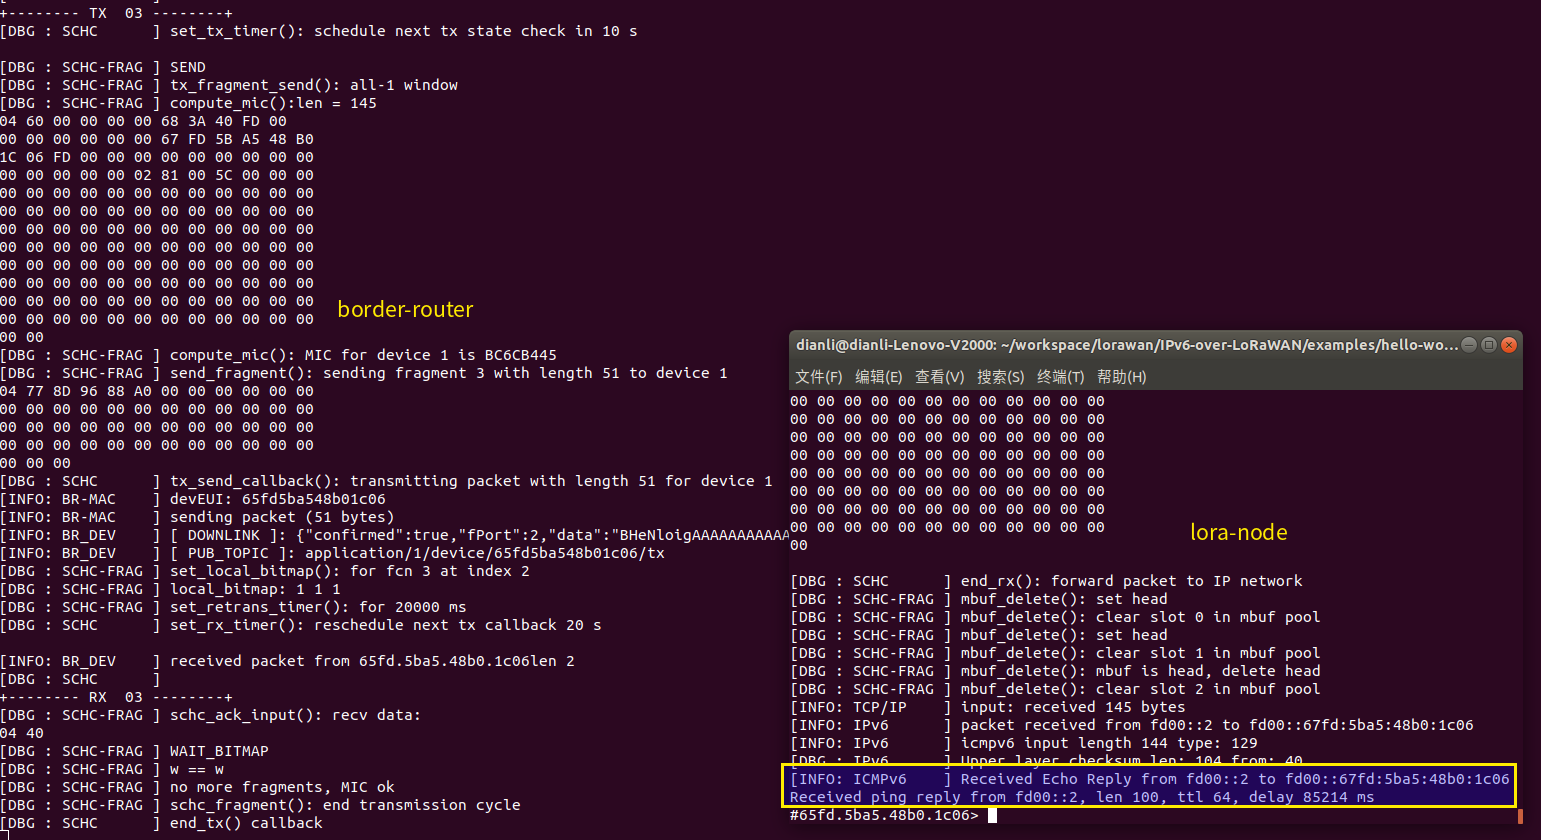 +-------- TX  03 --------+
[DBG : SCHC      ] set_tx_timer(): schedule next tx state check in 10 s
[DBG : SCHC-FRAG ] SEND
[DBG : SCHC-FRAG ] tx_fragment_send(): all-1 window
[DBG : SCHC-FRAG ] compute_mic():len = 145
04 60 00 00 00 00 68 3A 40 FD 00
00 00 00 00 00 00 67 FD 5B A5 48 B0
1C 06 FD 00 00 00 00 00 00 00 00 00
00 00 00 00 00 02 81 00 5C 00 00 00
00 00 00 00 00 00 00 00 00 00 00 00
00 00 00 00 00 00 00 00 00 00 00 00
00 00 00 00 00 00 00 00 00 00 00 00
00 00 00 00 00 00 00 00 00 00 00 00
00 00 00 00 00 00 00 00 00 00 00 00
00 00 00 00 00 00 00 00 00 00 00 00
00 00 00 00 00 00 00 00 00 00 00 00
00 00 00 00 00 00 00 00 00 00 00 00
00 00
[DBG : SCHC-FRAG ] compute_mic(): MIC for device 1 is BC6CB445
[DBG : SCHC-FRAG ] send_fragment(): sending fragment 3 with length 51 to device 1
04 77 8D 96 88 A0 00 00 00 00 00 00
00 00 00 00 00 00 00 00 00 00 00 00
00 00 00 00 00 00 00 00 00 00 00 00
00 00 00 00 00 00 00 00 00 00 00 00
00 00 00
[DBG : SCHC      ] tx_send_callback(): transmitting packet with length 51 for device 1
[INFO: BR-MAC    ] devEUI: 65fd5ba548b01c06
[INFO: BR-MAC    ] sending packet (51 bytes)
[INFO: BR_DEV    ] [ DOWNLINK ]: {"confirmed":true,"fPort":2,"data":"BHeNloigAAAAAAAAAAA
[INFO: BR_DEV    ] [ PUB_TOPIC ]: application/1/device/65fd5ba548b01c06/tx
[DBG : SCHC-FRAG ] set_local_bitmap(): for fcn 3 at index 2
[DBG : SCHC-FRAG ] local_bitmap: 1 1 1
[DBG : SCHC-FRAG ] set_retrans_timer(): for 20000 ms
[DBG : SCHC      ] set_rx_timer(): reschedule next tx callback 20 s
[INFO: BR_DEV    ] received packet from 65fd.5ba5.48b0.1c06len 2
[DBG : SCHC      ]
+-------- RX  03 --------+
[DBG : SCHC-FRAG ] schc_ack_input(): recv data:
04 40
[DBG : SCHC-FRAG ] WAIT_BITMAP
[DBG : SCHC-FRAG ] w == w
[DBG : SCHC-FRAG ] no more fragments, MIC ok
[DBG : SCHC-FRAG ] schc_fragment(): end transmission cycle
[DBG : SCHC      ] end_tx() callback
border-router
dianli@dianli-Lenovo-V2000: ~/workspace/lorawan/IPv6-over-LoRaWAN/examples/hello-wo...
文件(F) 编辑(E) 查看(V) 搜索(S) 终端(T) 帮助(H)
00 00 00 00 00 00 00 00 00 00 00 00
00 00 00 00 00 00 00 00 00 00 00 00
00 00 00 00 00 00 00 00 00 00 00 00
00 00 00 00 00 00 00 00 00 00 00 00
00 00 00 00 00 00 00 00 00 00 00 00
00 00 00 00 00 00 00 00 00 00 00 00
00 00 00 00 00 00 00 00 00 00 00 00
00 00 00 00 00 00 00 00 00 00 00 00
00
lora-node
[DBG : SCHC      ] end_rx(): forward packet to IP network
[DBG : SCHC-FRAG ] mbuf_delete(): set head
[DBG : SCHC-FRAG ] mbuf_delete(): clear slot 0 in mbuf pool
[DBG : SCHC-FRAG ] mbuf_delete(): set head
[DBG : SCHC-FRAG ] mbuf_delete(): clear slot 1 in mbuf pool
[DBG : SCHC-FRAG ] mbuf_delete(): mbuf is head, delete head
[DBG : SCHC-FRAG ] mbuf_delete(): clear slot 2 in mbuf pool
[INFO: TCP/IP    ] input: received 145 bytes
[INFO: IPv6      ] packet received from fd00::2 to fd00::67fd:5ba5:48b0:1c06
[INFO: IPv6      ] icmpv6 input length 144 type: 129
[DBG : IPv6      ] Upper layer checksum len: 104 from: 40
[INFO: ICMPv6    ] Received Echo Reply from fd00::2 to fd00::67fd:5ba5:48b0:1c06
Received ping reply from fd00::2, len 100, ttl 64, delay 85214 ms
#65fd.5ba5.48b0.1c06>